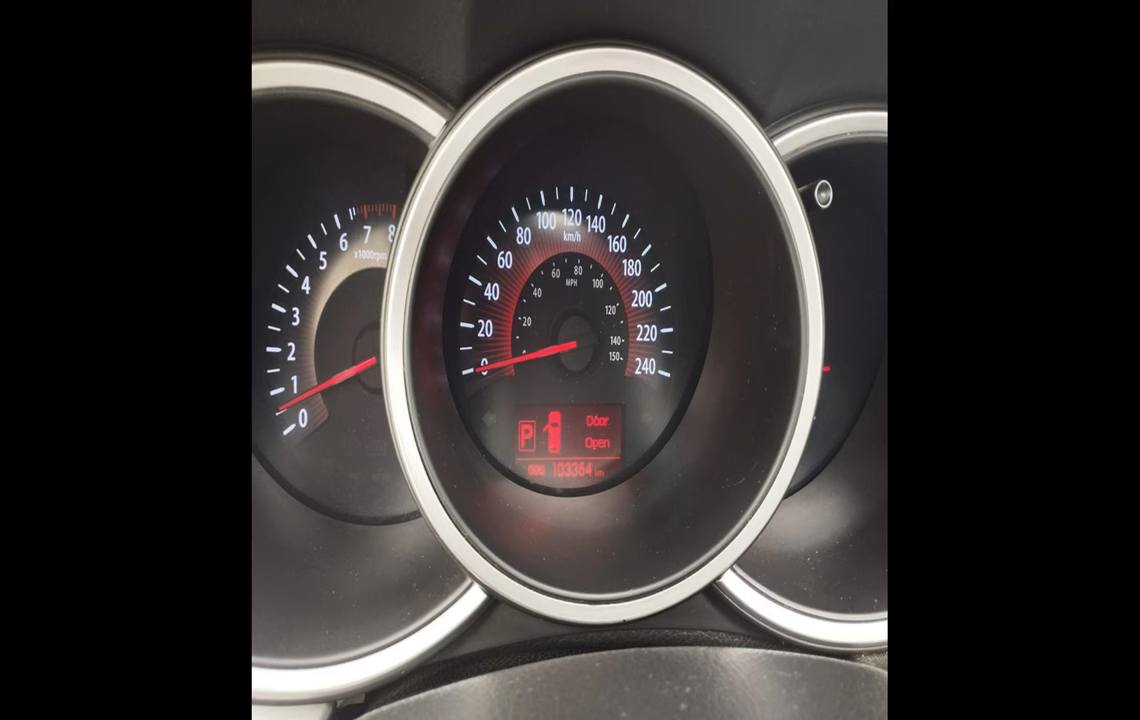 0 1 2 3 4 5 6 7 8
x1000rpm
0 20 40 60 80 100 120 140 160 180 200 220 240
km/h
20 40 60 80 100 120 140 150
MPH
P
Door
Open
103364 km